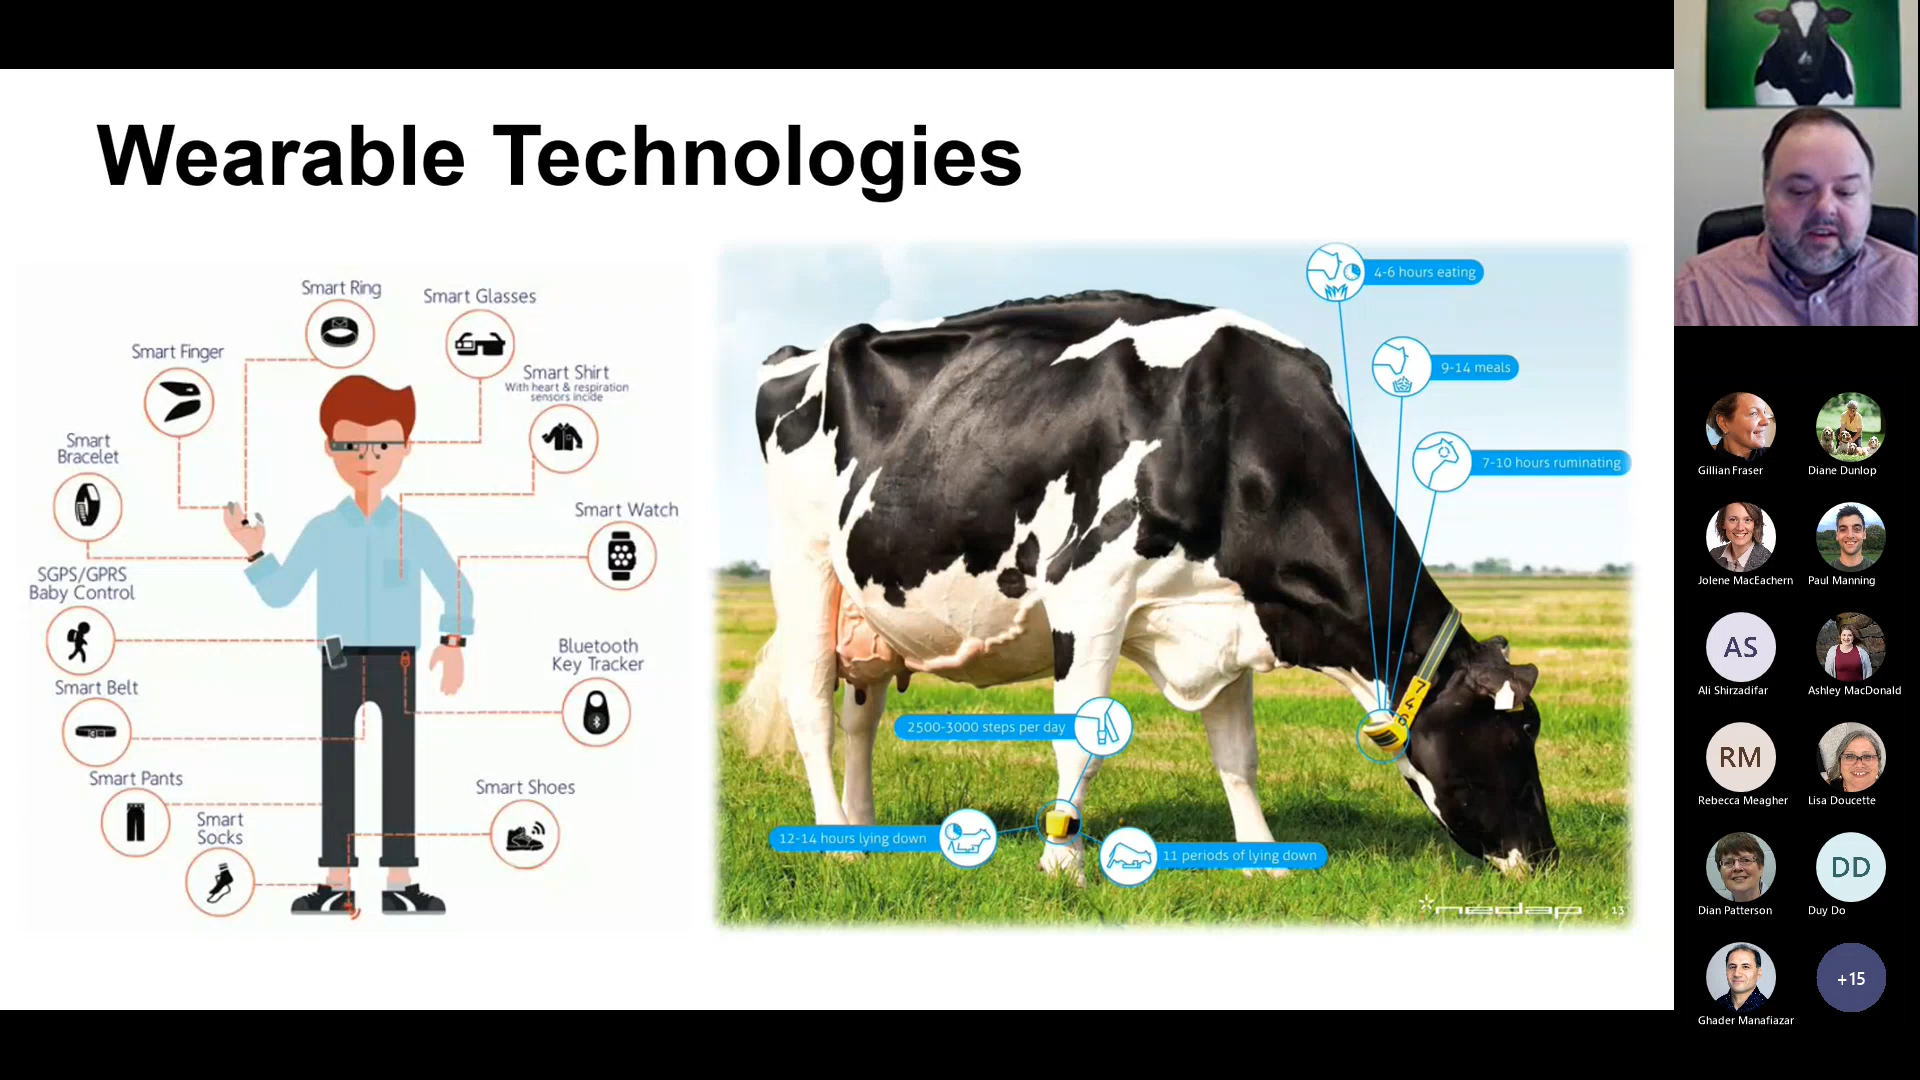 Wearable Technologies
Smart Ring
Smart Glasses
Smart Finger
Smart Shirt
With heart & respiration
sensors incide
Smart
Bracelet
Smart Watch
SGPS/GPRS
Baby Control
Bluetooth
Key Tracker
Smart Belt
Smart Pants
Smart Shoes
Smart
Socks
4-6 hours eating
9-14 meals
7-10 hours ruminating
7
4
6
2500-3000 steps per day
12-14 hours lying down
11 periods of lying down
nedap
13
Gillian Fraser
Diane Dunlop
Jolene MacEachern
Paul Manning
AS
Ali Shirzadifar
Ashley MacDonald
RM
Rebecca Meagher
Lisa Doucette
Dian Patterson
DD
Duy Do
Ghader Manafiazar
+15